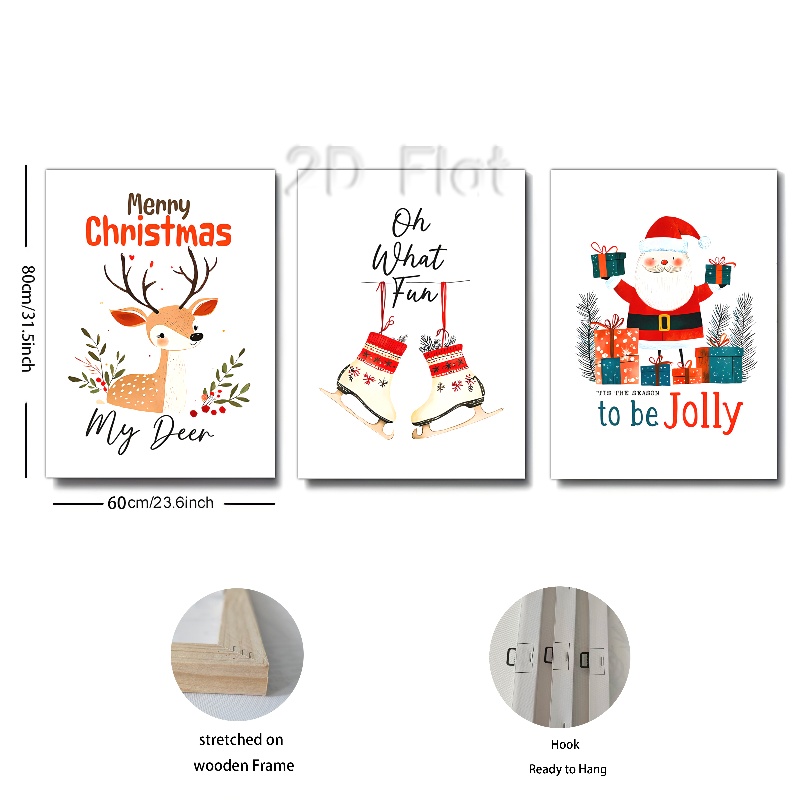 2D Flat
Merry
Christmas
My Deer
Oh
What
Fun
'TIS THE SEASON
to be Jolly
80cm/31.5inch
60cm/23.6inch
stretched on
wooden Frame
Hook
Ready to Hang